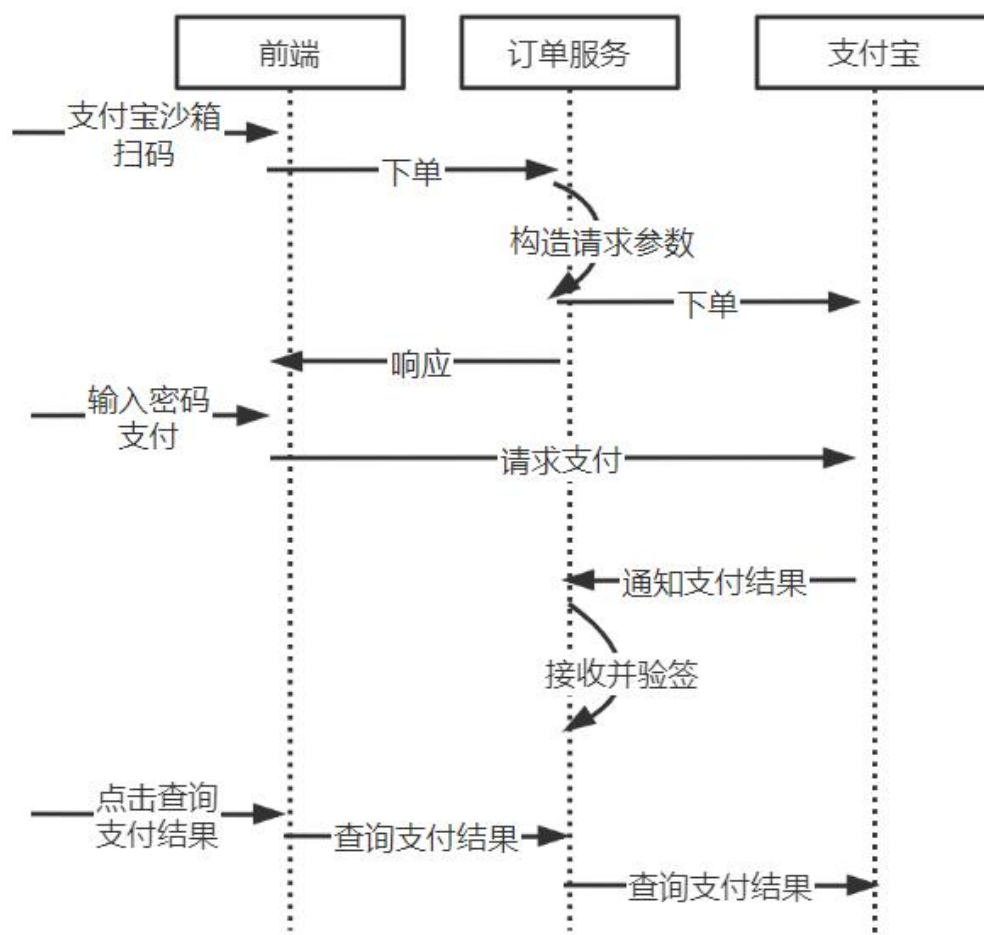 前端
订单服务
支付宝
支付宝沙箱
扫码
下单
构造请求参数
下单
响应
输入密码
支付
请求支付
通知支付结果
接收并验签
点击查询
支付结果
查询支付结果
查询支付结果